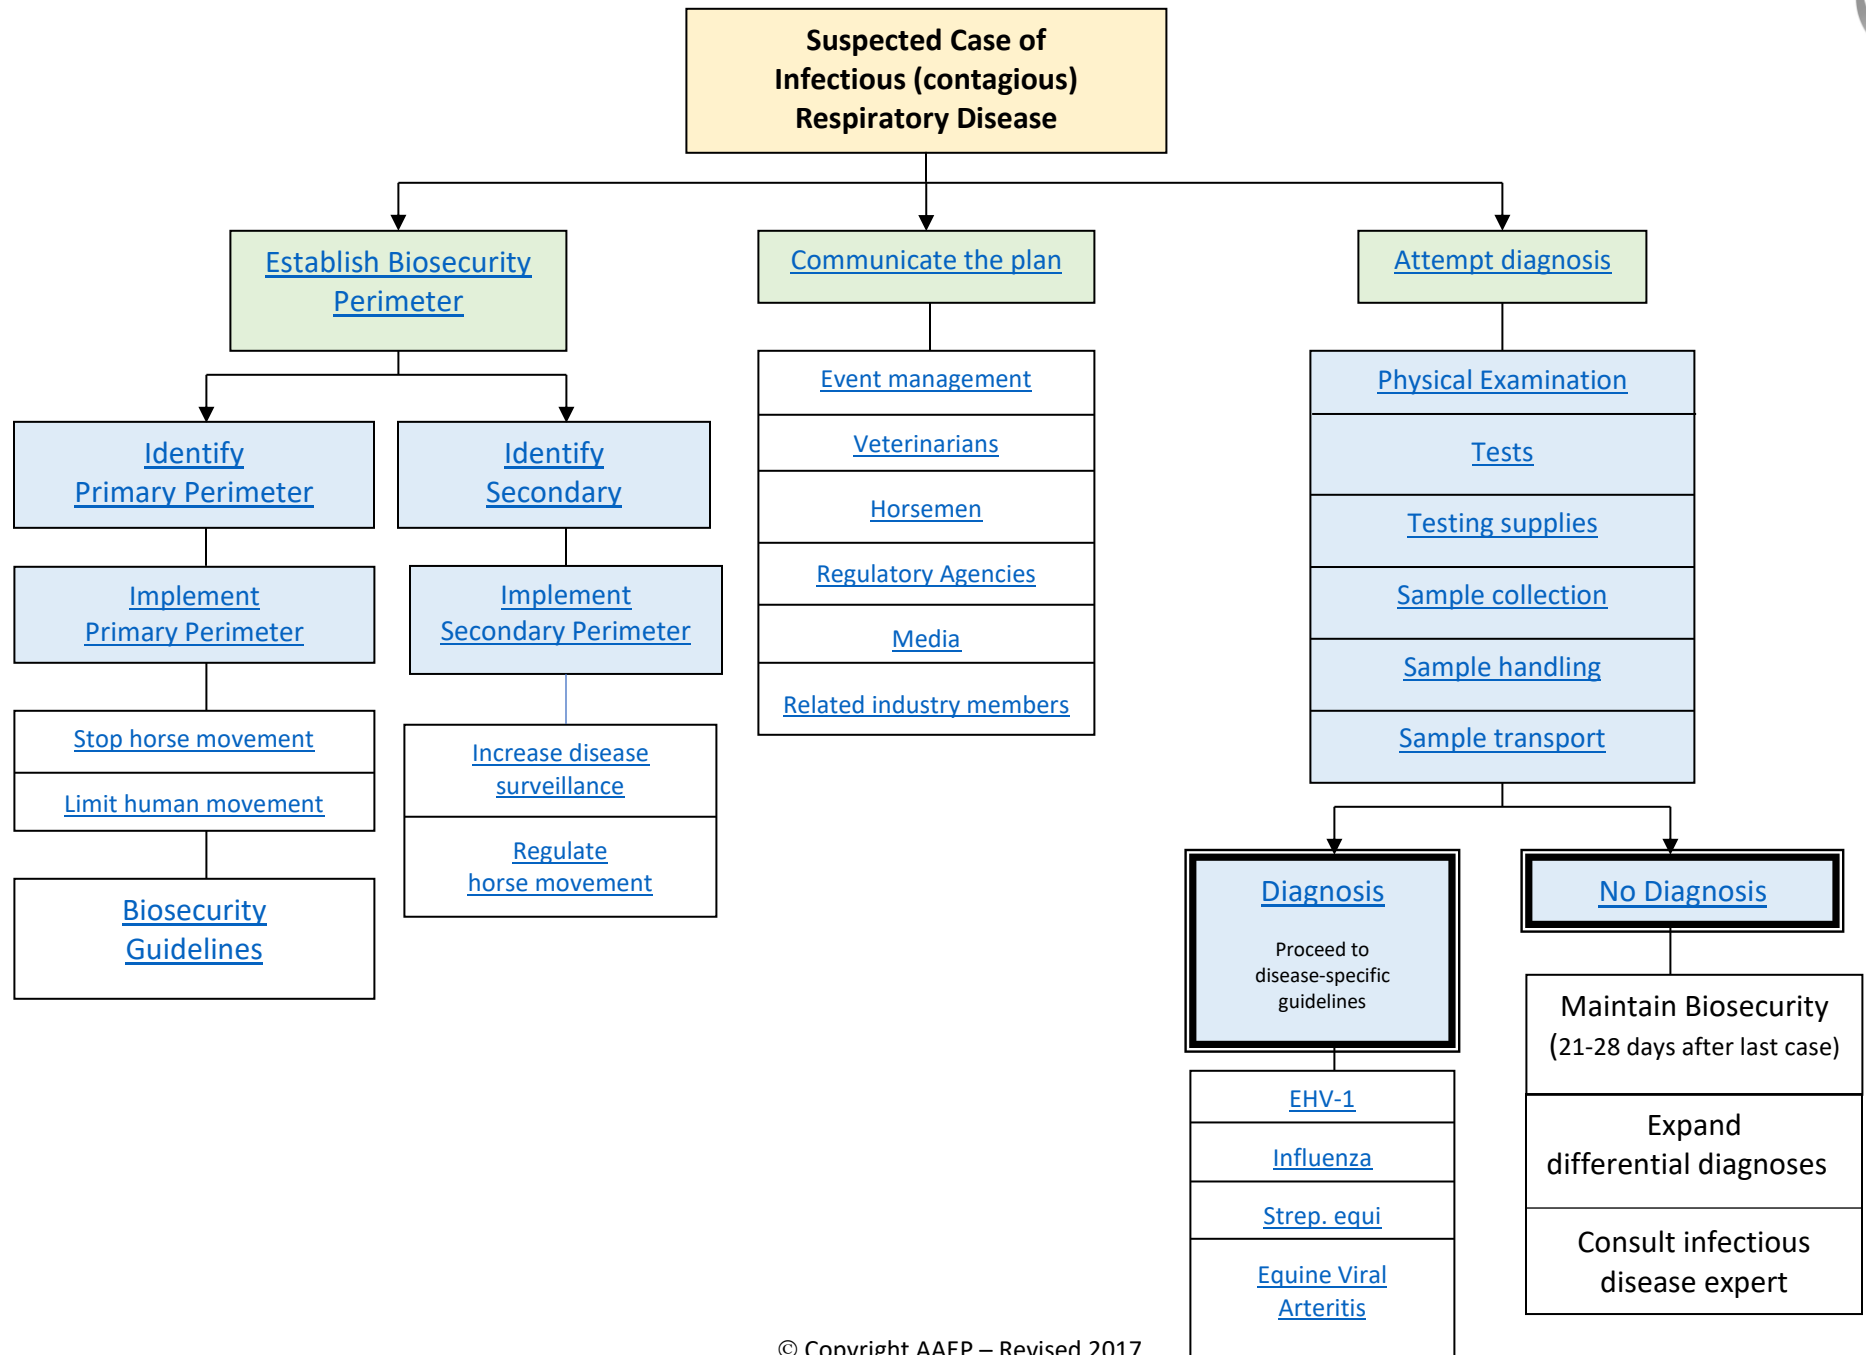 Suspected Case of
Infectious (contagious)
Respiratory Disease
Establish Biosecurity
Perimeter
Communicate the plan
Attempt diagnosis
Identify
Primary Perimeter
Identify
Secondary
Implement
Primary Perimeter
Implement
Secondary Perimeter
Stop horse movement
Limit human movement
Biosecurity
Guidelines
Increase disease
surveillance
Regulate
horse movement
Event management
Veterinarians
Horsemen
Regulatory Agencies
Media
Related industry members
Physical Examination
Tests
Testing supplies
Sample collection
Sample handling
Sample transport
Diagnosis
Proceed to
disease-specific
guidelines
EHV-1
Influenza
Strep. equi
Equine Viral
Arteritis
No Diagnosis
Maintain Biosecurity
(21-28 days after last case)
Expand
differential diagnoses
Consult infectious
disease expert
© Copyright AAEP – Revised 2017